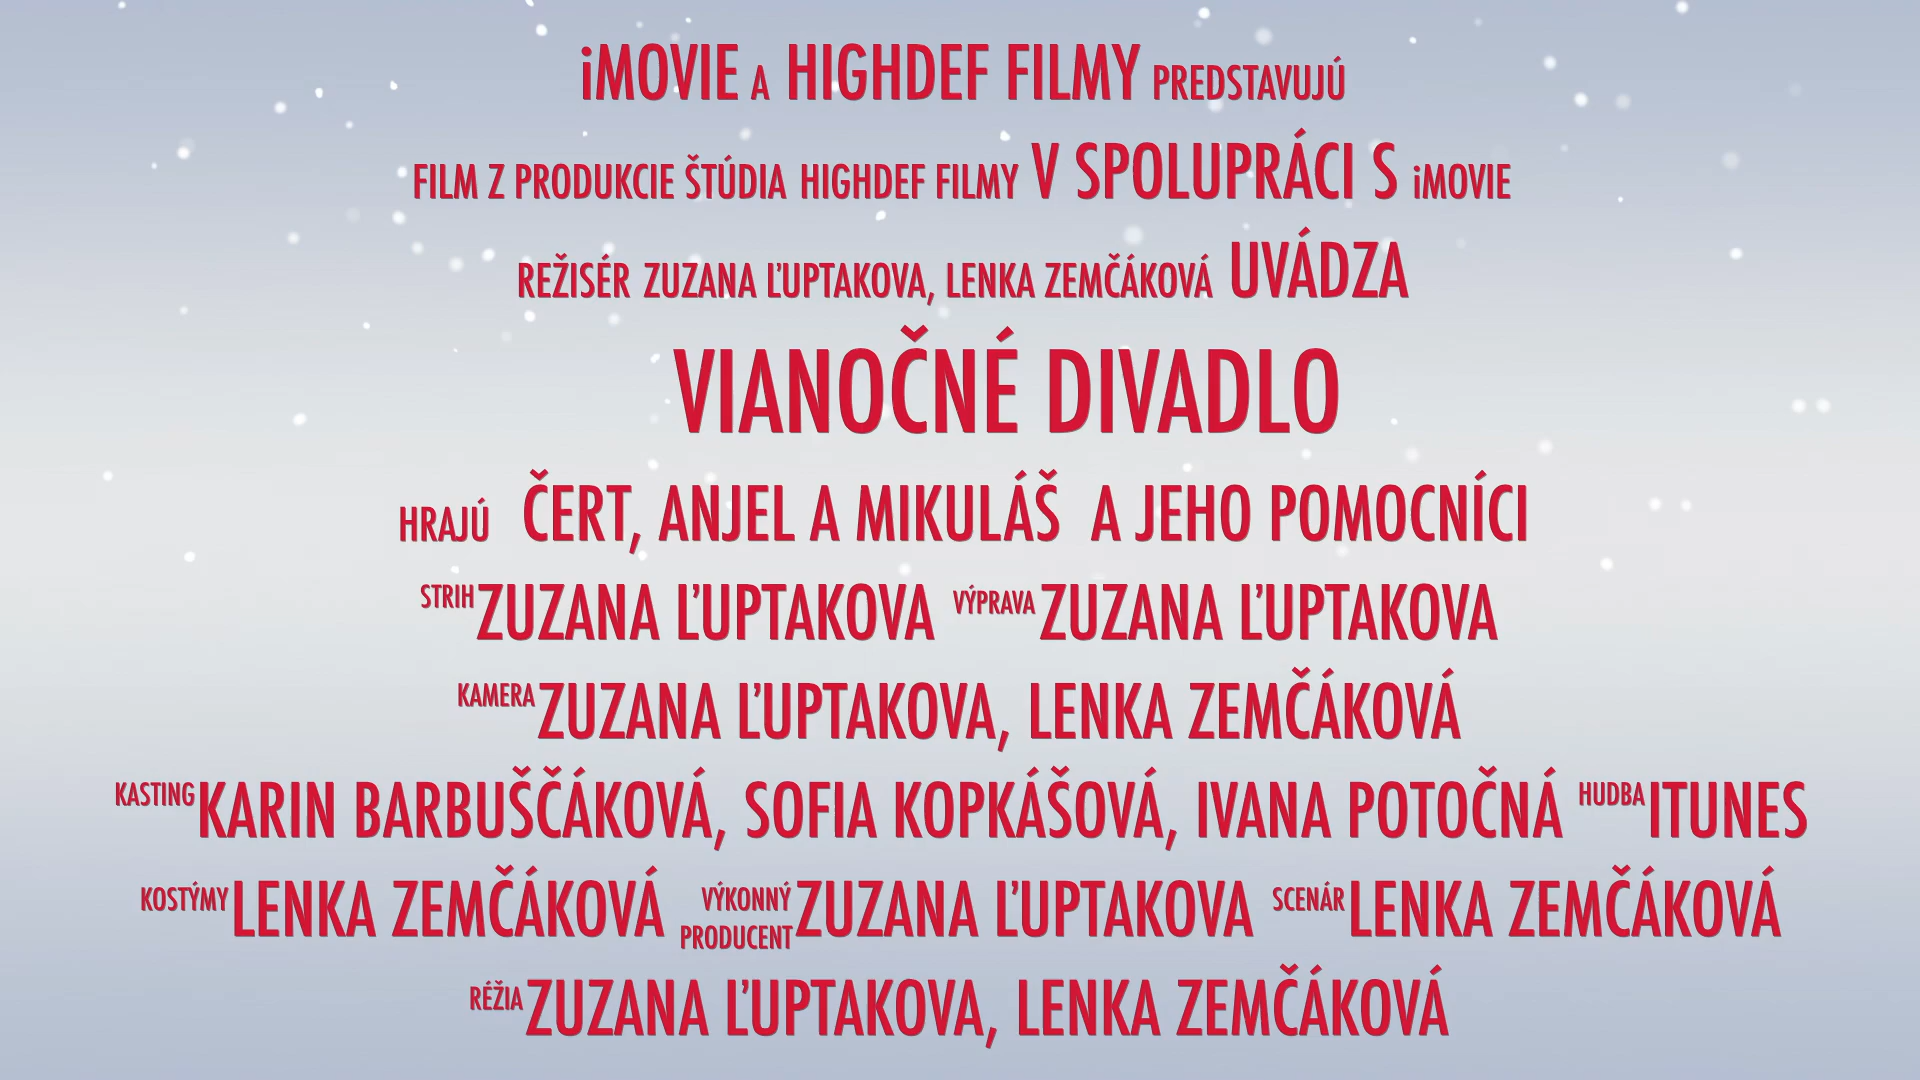 iMOVIE A HIGHDEF FILMY PREDSTAVUJÚ
FILM Z PRODUKCIE ŠTÚDIA HIGHDEF FILMY V SPOLUPRÁCI S iMOVIE
REŽISÉR ZUZANA ĽUPTAKOVA, LENKA ZEMČÁKOVÁ UVÁDZA
VIANOČNÉ DIVADLO
HRAJÚ ČERT, ANJEL A MIKULÁŠ A JEHO POMOCNÍCI
STRIH ZUZANA ĽUPTAKOVA VÝPRAVA ZUZANA ĽUPTAKOVA
KAMERA ZUZANA ĽUPTAKOVA, LENKA ZEMČÁKOVÁ
KASTING KARIN BARBUŠČÁKOVÁ, SOFIA KOPKÁŠOVÁ, IVANA POTOČNÁ HUDBA ITUNES
KOSTÝMY LENKA ZEMČÁKOVÁ VÝKONNÝ PRODUCENT ZUZANA ĽUPTAKOVA SCENÁR LENKA ZEMČÁKOVÁ
RÉŽIA ZUZANA ĽUPTAKOVA, LENKA ZEMČÁKOVÁ